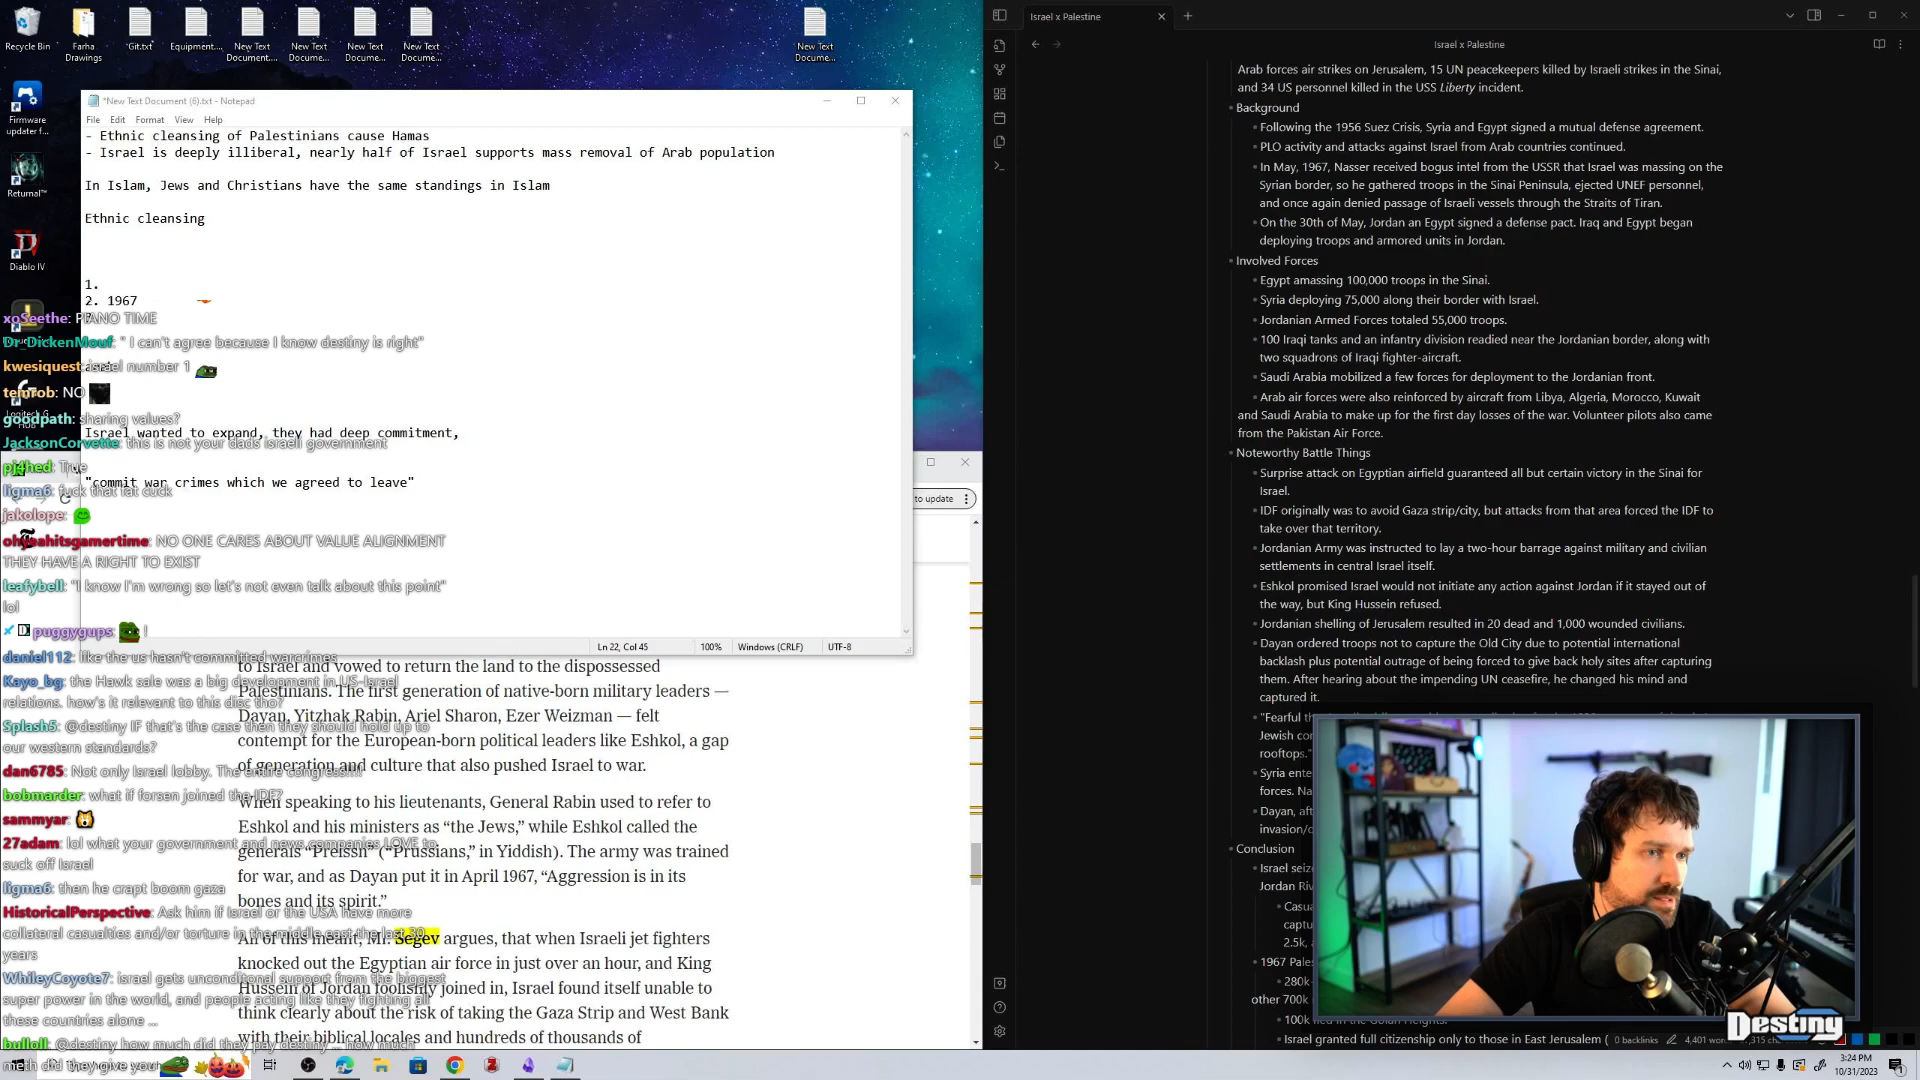 Recycle Bin
Farha
Drawings
Git.txt
Equipment....
New Text
Document....
New Text
Docume...
New Text
Docume...
New Text
Docume...
New Text
Docume...
Firmware
updater f...
Returnal™
Diablo IV
*New Text Document (6).txt - Notepad
File Edit Format View Help
- Ethnic cleansing of Palestinians cause Hamas
- Israel is deeply illiberal, nearly half of Israel supports mass removal of Arab population
In Islam, Jews and Christians have the same standings in Islam
Ethnic cleansing
1.
2. 1967
Israel wanted to expand, they had deep commitment,
"commit war crimes which we agreed to leave"
Ln 22, Col 45 100% Windows (CRLF) UTF-8
xoSeethe: PIANO TIME
Dr_DickenMouf: " I can't agree because I know destiny is right"
kwesiquest: israel number 1
temrob: NO
goodpath: sharing values?
JacksonCorvette: this is not your dads israeli government
pj4hed: True
ligma6: fuck that fat cuck
jakolope:
ohyeahitsgamertime: NO ONE CARES ABOUT VALUE ALIGNMENT
THEY HAVE A RIGHT TO EXIST
leafybell: "I know I'm wrong so let's not even talk about this point"
lol
puggygups: !
daniel112: like the us hasn't committed warcrimes
Kayo_bg: the Hawk sale was a big development in US-Israel
relations. how's it relevant to this disc tho?
Splash5: @destiny IF that's the case then they should hold up to
our western standards?
dan6785: Not only Israel lobby. The entire congress!!!!
bobmarder: what if forsen joined the IDF?
sammyar:
27adam: lol what your government and news companies LOVE to
suck off Israel
ligma6: then he crapt boom gaza
HistoricalPerspective: Ask him if Israel or the USA have more
collateral casualties and/or torture in the middle east the last 30
years
WhileyCoyote7: israel gets unconditonal support from the biggest
super power in the world, and people acting like they fighting all
these countries alone ...
bulloll: @destiny how much did they pay destiny ... how much
meth did they give your
to update
to Israel and vowed to return the land to the dispossessed
Palestinians. The first generation of native-born military leaders —
Dayan, Yitzhak Rabin, Ariel Sharon, Ezer Weizman — felt
contempt for the European-born political leaders like Eshkol, a gap
of generation and culture that also pushed Israel to war.
When speaking to his lieutenants, General Rabin used to refer to
Eshkol and his ministers as “the Jews,” while Eshkol called the
generals “Preissn” (“Prussians,” in Yiddish). The army was trained
for war, and as Dayan put it in April 1967, “Aggression is in its
bones and its spirit.”
All of this meant, Mr. Segev argues, that when Israeli jet fighters
knocked out the Egyptian air force in just over an hour, and King
Hussein of Jordan foolishly joined in, Israel found itself unable to
think clearly about the risk of taking the Gaza Strip and West Bank
with their biblical locales and hundreds of thousands of
Israel x Palestine
Israel x Palestine
Arab forces air strikes on Jerusalem, 15 UN peacekeepers killed by Israeli strikes in the Sinai,
and 34 US personnel killed in the USS Liberty incident.
Background
Following the 1956 Suez Crisis, Syria and Egypt signed a mutual defense agreement.
PLO activity and attacks against Israel from Arab countries continued.
In May, 1967, Nasser received bogus intel from the USSR that Israel was massing on the
Syrian border, so he gathered troops in the Sinai Peninsula, ejected UNEF personnel,
and once again denied passage of Israeli vessels through the Straits of Tiran.
On the 30th of May, Jordan an Egypt signed a defense pact. Iraq and Egypt began
deploying troops and armored units in Jordan.
Involved Forces
Egypt amassing 100,000 troops in the Sinai.
Syria deploying 75,000 along their border with Israel.
Jordanian Armed Forces totaled 55,000 troops.
100 Iraqi tanks and an infantry division readied near the Jordanian border, along with
two squadrons of Iraqi fighter-aircraft.
Saudi Arabia mobilized a few forces for deployment to the Jordanian front.
Arab air forces were also reinforced by aircraft from Libya, Algeria, Morocco, Kuwait
and Saudi Arabia to make up for the first day losses of the war. Volunteer pilots also came
from the Pakistan Air Force.
Noteworthy Battle Things
Surprise attack on Egyptian airfield guaranteed all but certain victory in the Sinai for
Israel.
IDF originally was to avoid Gaza strip/city, but attacks from that area forced the IDF to
take over that territory.
Jordanian Army was instructed to lay a two-hour barrage against military and civilian
settlements in central Israel itself.
Eshkol promised Israel would not initiate any action against Jordan if it stayed out of
the way, but King Hussein refused.
Jordanian shelling of Jerusalem resulted in 20 dead and 1,000 wounded civilians.
Dayan ordered troops not to capture the Old City due to potential international
backlash plus potential outrage of being forced to give back holy sites after capturing
them. After hearing about the impending UN ceasefire, he changed his mind and
captured it.
"Fearful
Jewish
rooftops."
Syria
forces.
Dayan,
Conclusion
Israel
Jordan
2.5k,
1967
280k
other 700k
Israel granted full citizenship only to those in East Jerusalem (
0 backlinks
Destiny
3:24 PM
10/31/2023